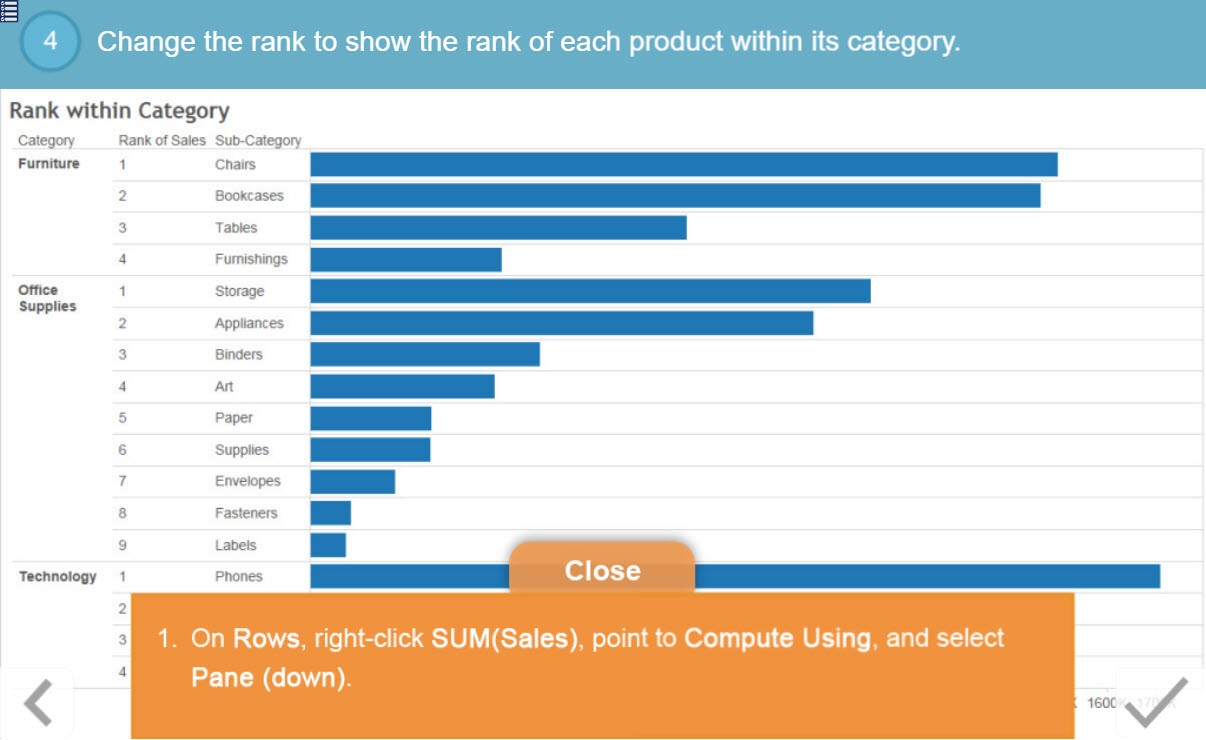 4 Change the rank to show the rank of each product within its category.
Rank within Category
Category Rank of Sales Sub-Category
Furniture 1 Chairs
2 Bookcases
3 Tables
4 Furnishings
Office Supplies 1 Storage
2 Appliances
3 Binders
4 Art
5 Paper
6 Supplies
7 Envelopes
8 Fasteners
9 Labels
Technology 1 Phones
2
3
4
Close
1. On Rows, right-click SUM(Sales), point to Compute Using, and select
Pane (down).
K 1600K 1700K